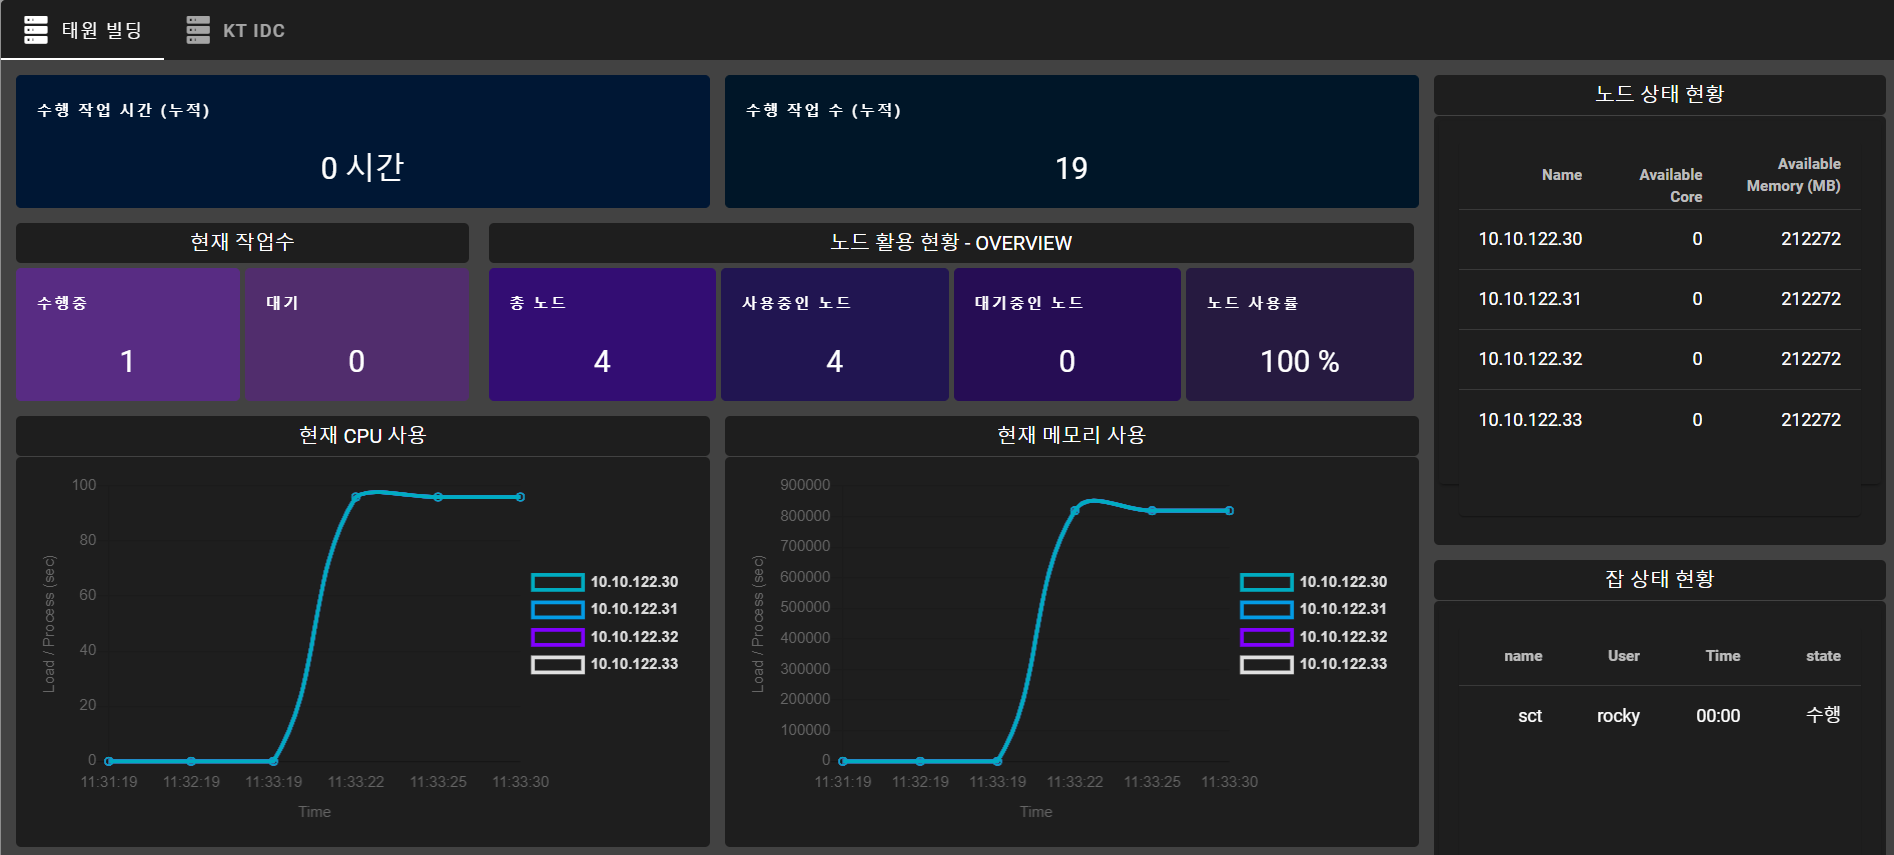 태원 빌딩
KT IDC
수행 작업 시간 (누적)
0 시간
수행 작업 수 (누적)
19
현재 작업수
수행중
1
대기
0
노드 활용 현황 - OVERVIEW
총 노드
4
사용중인 노드
4
대기중인 노드
0
노드 사용률
100 %
현재 CPU 사용
100
80
60
40
20
0
Load / Process (sec)
11:31:19 11:32:19 11:33:19 11:33:22 11:33:25 11:33:30
Time
10.10.122.30
10.10.122.31
10.10.122.32
10.10.122.33
현재 메모리 사용
900000
800000
700000
600000
500000
400000
300000
200000
100000
0
Load / Process (sec)
11:31:19 11:32:19 11:33:19 11:33:22 11:33:25 11:33:30
Time
10.10.122.30
10.10.122.31
10.10.122.32
10.10.122.33
노드 상태 현황
Name Available Core Available Memory (MB)
10.10.122.30 0 212272
10.10.122.31 0 212272
10.10.122.32 0 212272
10.10.122.33 0 212272
잡 상태 현황
name User Time state
sct rocky 00:00 수행